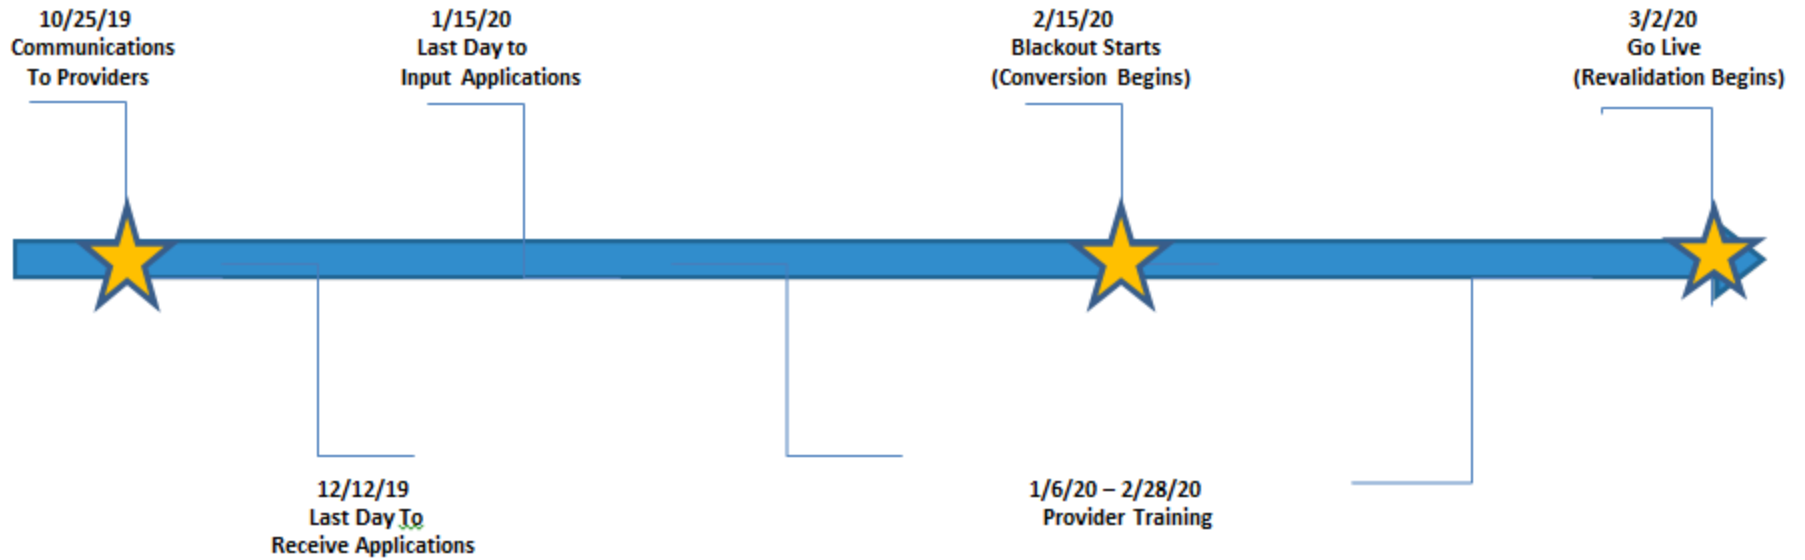 10/25/19
Communications
To Providers
1/15/20
Last Day to
Input Applications
2/15/20
Blackout Starts
(Conversion Begins)
3/2/20
Go Live
(Revalidation Begins)
12/12/19
Last Day To
Receive Applications
1/6/20 – 2/28/20
Provider Training